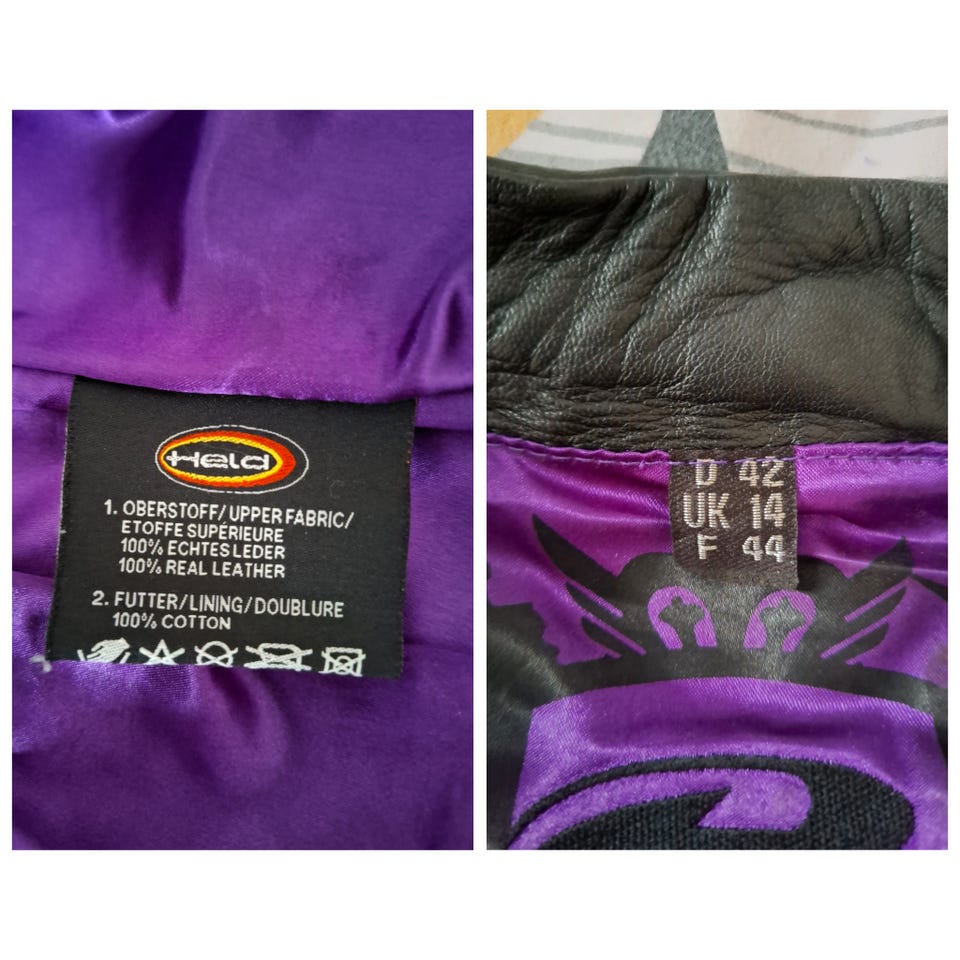 Held
1. OBERSTOFF/UPPER FABRIC/
ETOFFE SUPÉRIEURE
100% ECHTES LEDER
100% REAL LEATHER
2. FUTTER/LINING/DOUBLURE
100% COTTON
D 42
UK 14
F 44